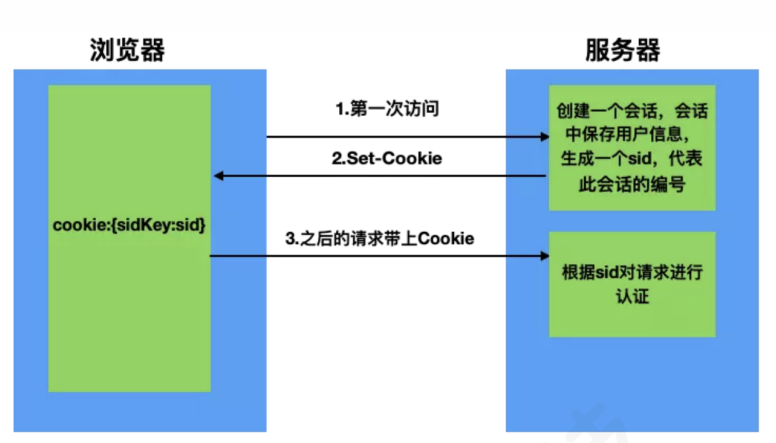 浏览器
服务器
1.第一次访问
创建一个会话，会话
中保存用户信息，
生成一个sid，代表
此会话的编号
2.Set-Cookie
cookie:{sidKey:sid}
3.之后的请求带上Cookie
根据sid对请求进行
认证